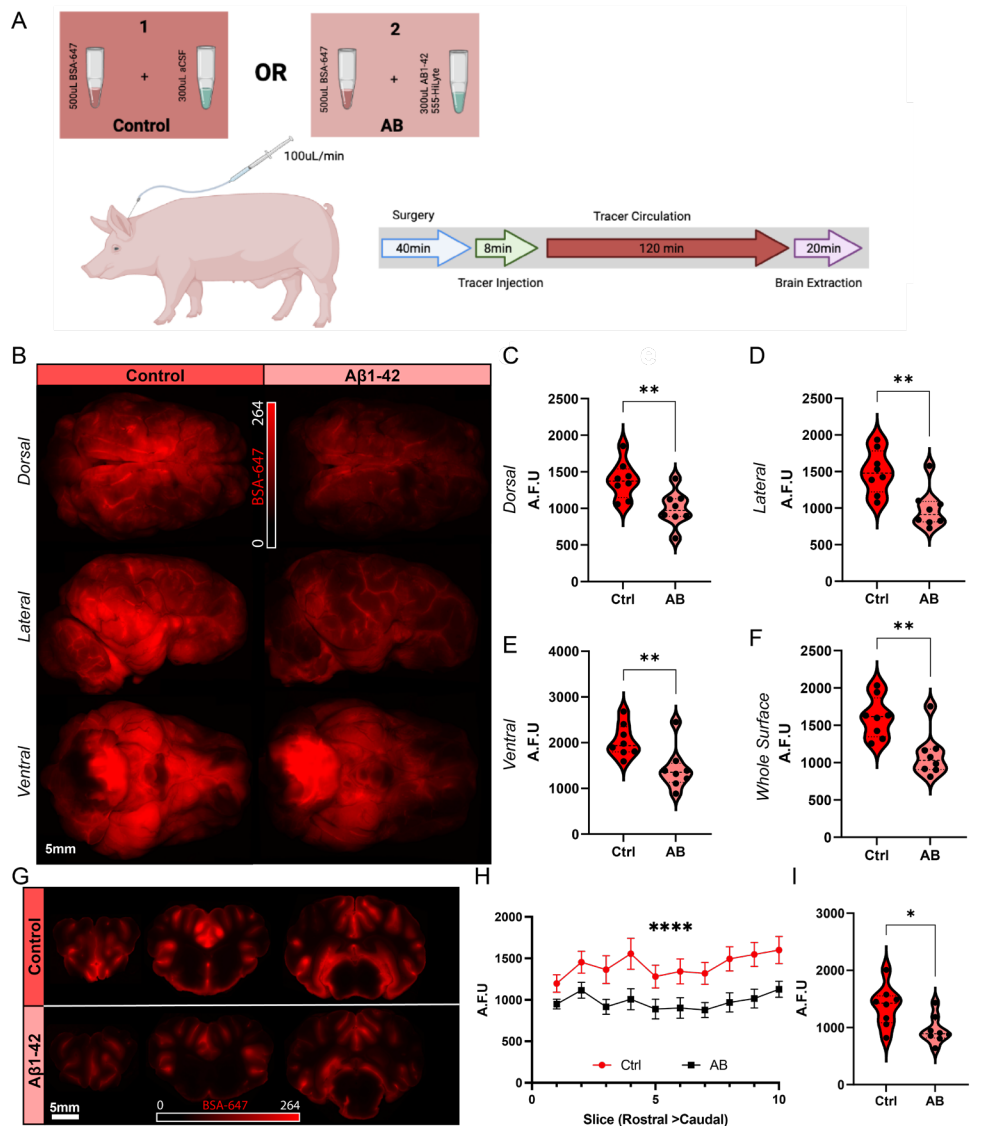 A
1
500uL BSA-647
+
300uL aCSF
Control
OR
2
500uL BSA-647
+
300uL AB1-42
555-HiLyte
AB
100uL/min
Surgery
Tracer Circulation
40min
8min
120 min
20min
Tracer Injection
Brain Extraction
B
Control
Aβ1-42
Dorsal
Lateral
Ventral
0
BSA-647
264
5mm
C
**
Dorsal
A.F.U
2500
2000
1500
1000
500
0
Ctrl
AB
D
**
Lateral
A.F.U
2500
2000
1500
1000
500
0
Ctrl
AB
E
**
Ventral
A.F.U
4000
3000
2000
1000
0
Ctrl
AB
F
**
Whole Surface
A.F.U
2500
2000
1500
1000
500
0
Ctrl
AB
G
Control
Aβ1-42
5mm
0
BSA-647
264
H
****
A.F.U
2000
1500
1000
500
0
Ctrl
AB
0
5
10
Slice (Rostral >Caudal)
I
*
A.F.U
3000
2000
1000
0
Ctrl
AB